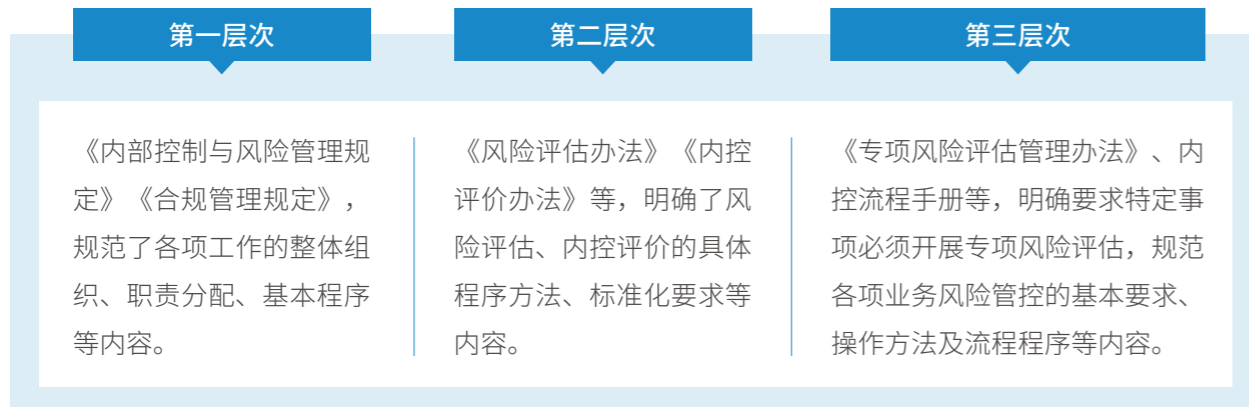 第一层次
《内部控制与风险管理规
定》《合规管理规定》，
规范了各项工作的整体组
织、职责分配、基本程序
等内容。
第二层次
《风险评估办法》《内控
评价办法》等，明确了风
险评估、内控评价的具体
程序方法、标准化要求等
内容。
第三层次
《专项风险评估管理办法》、内
控流程手册等，明确要求特定事
项必须开展专项风险评估，规范
各项业务风险管控的基本要求、
操作方法及流程程序等内容。